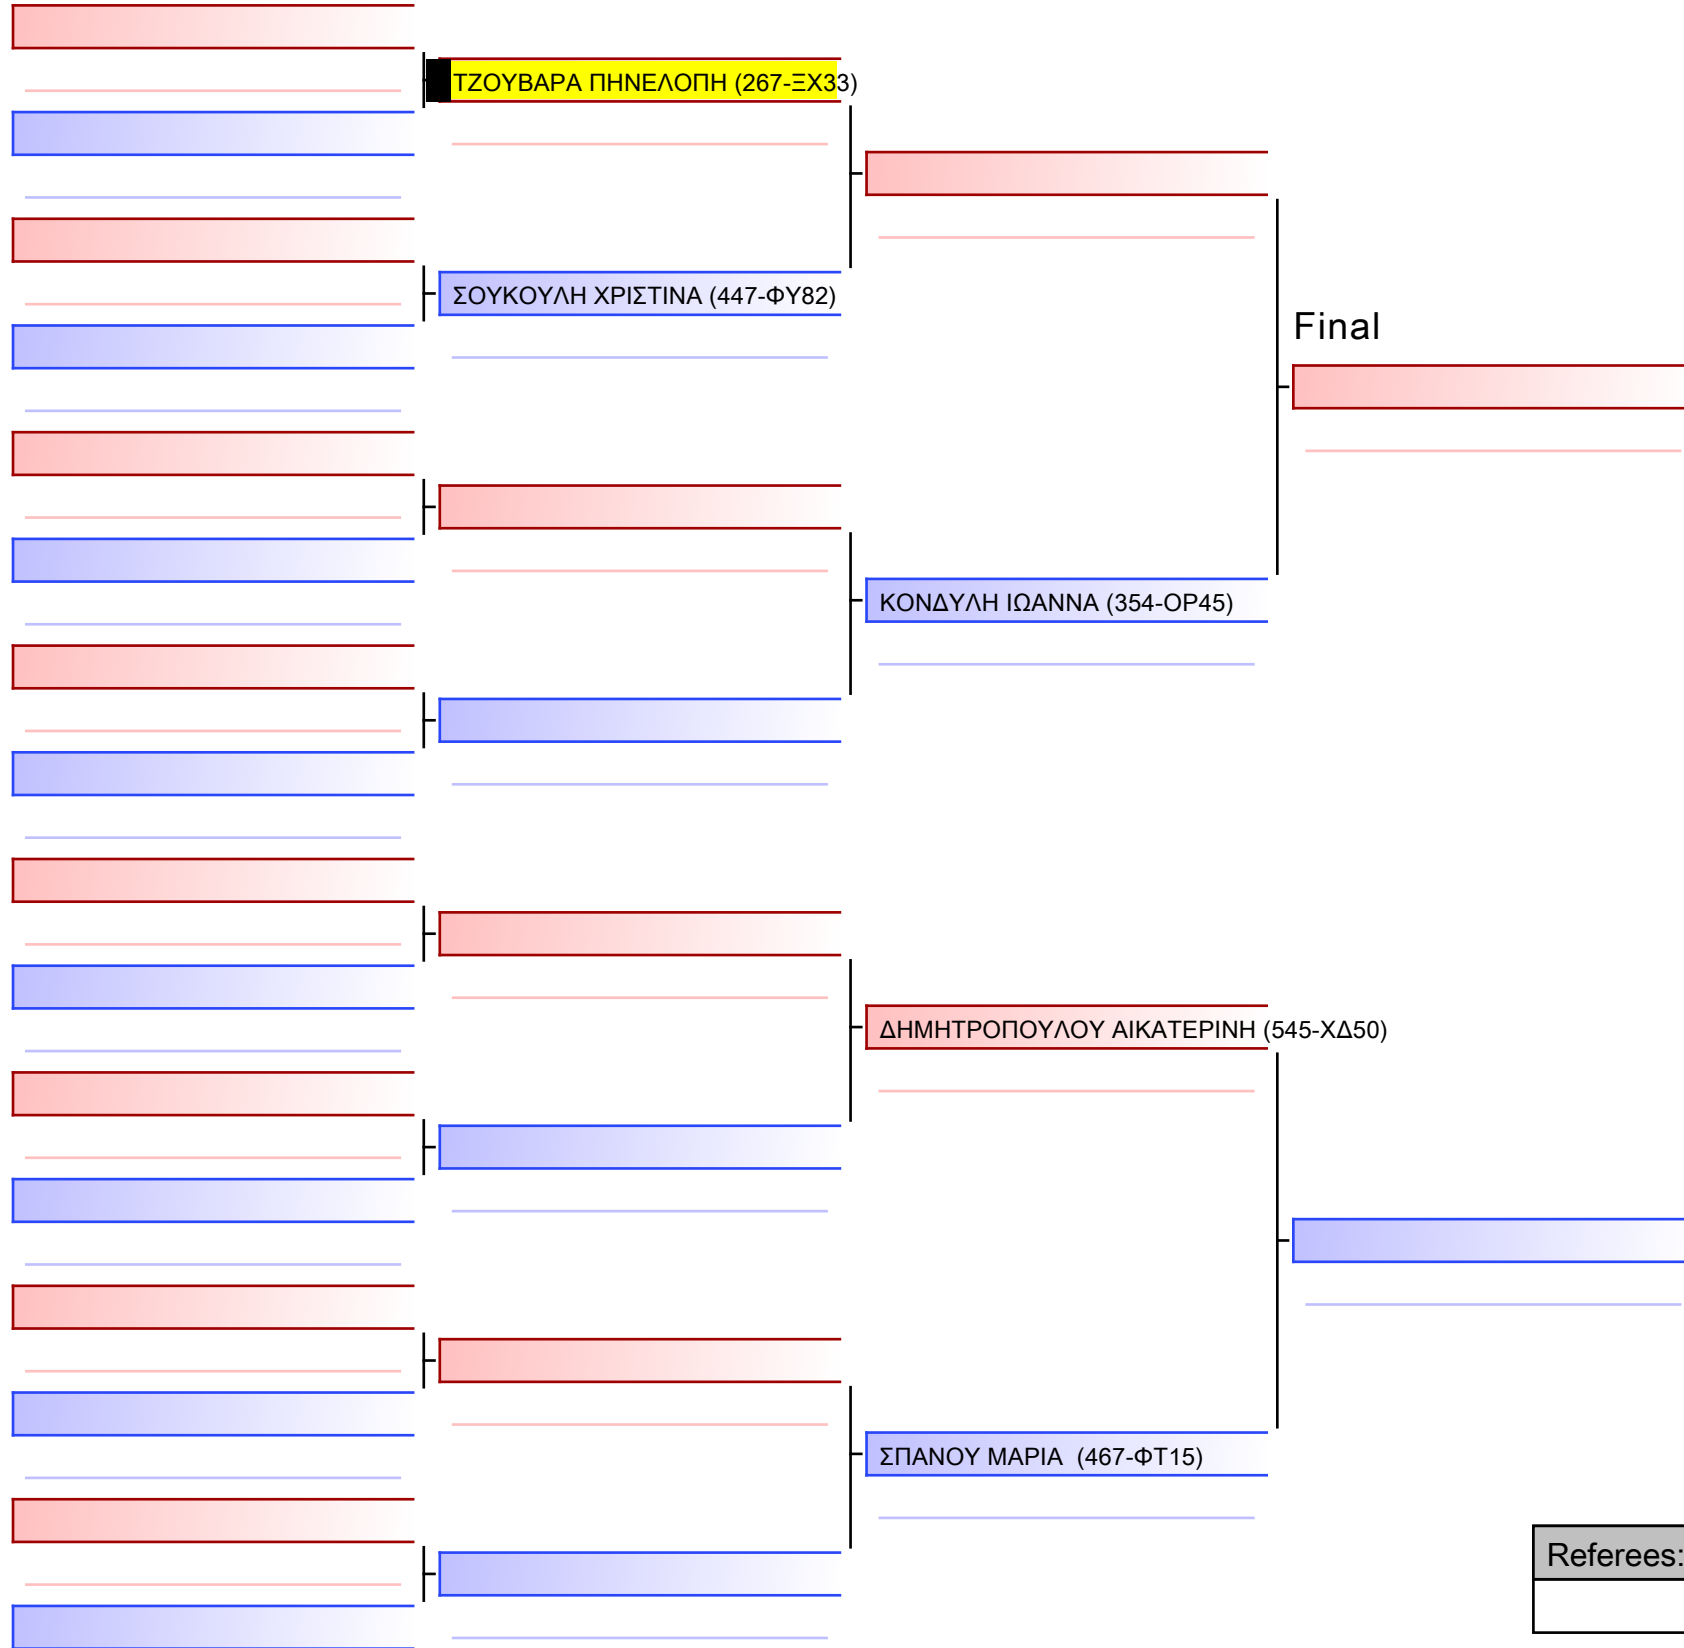 ΤΖΟΥΒΑΡΑ ΠΗΝΕΛΟΠΗ (267-ΞΧ33)
ΣΟΥΚΟΥΛΗ ΧΡΙΣΤΙΝΑ (447-ΦΥ82)
Final
ΚΟΝΔΥΛΗ ΙΩΑΝΝΑ (354-ΟΡ45)
ΔΗΜΗΤΡΟΠΟΥΛΟΥ ΑΙΚΑΤΕΡΙΝΗ (545-ΧΔ50)
ΣΠΑΝΟΥ ΜΑΡΙΑ (467-ΦΤ15)
Referees: